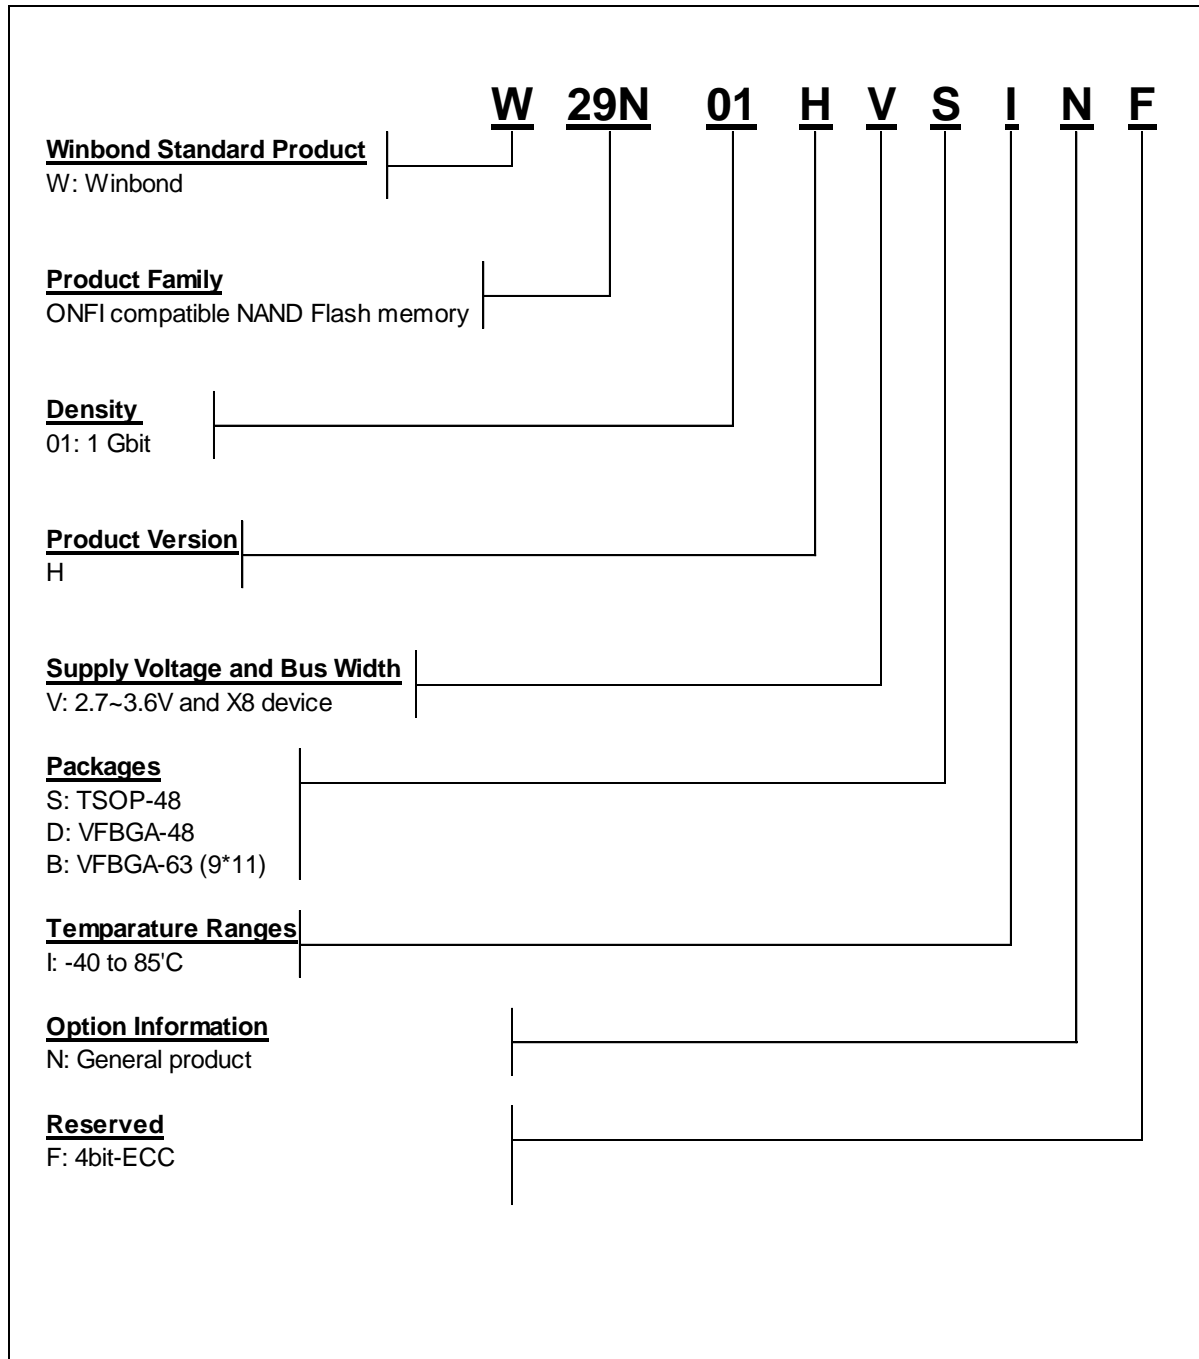 W 29N 01 H V S I N F
Winbond Standard Product
W: Winbond
Product Family
ONFI compatible NAND Flash memory
Density
01: 1 Gbit
Product Version
H
Supply Voltage and Bus Width
V: 2.7~3.6V and X8 device
Packages
S: TSOP-48
D: VFBGA-48
B: VFBGA-63 (9*11)
Temparature Ranges
I: -40 to 85'C
Option Information
N: General product
Reserved
F: 4bit-ECC